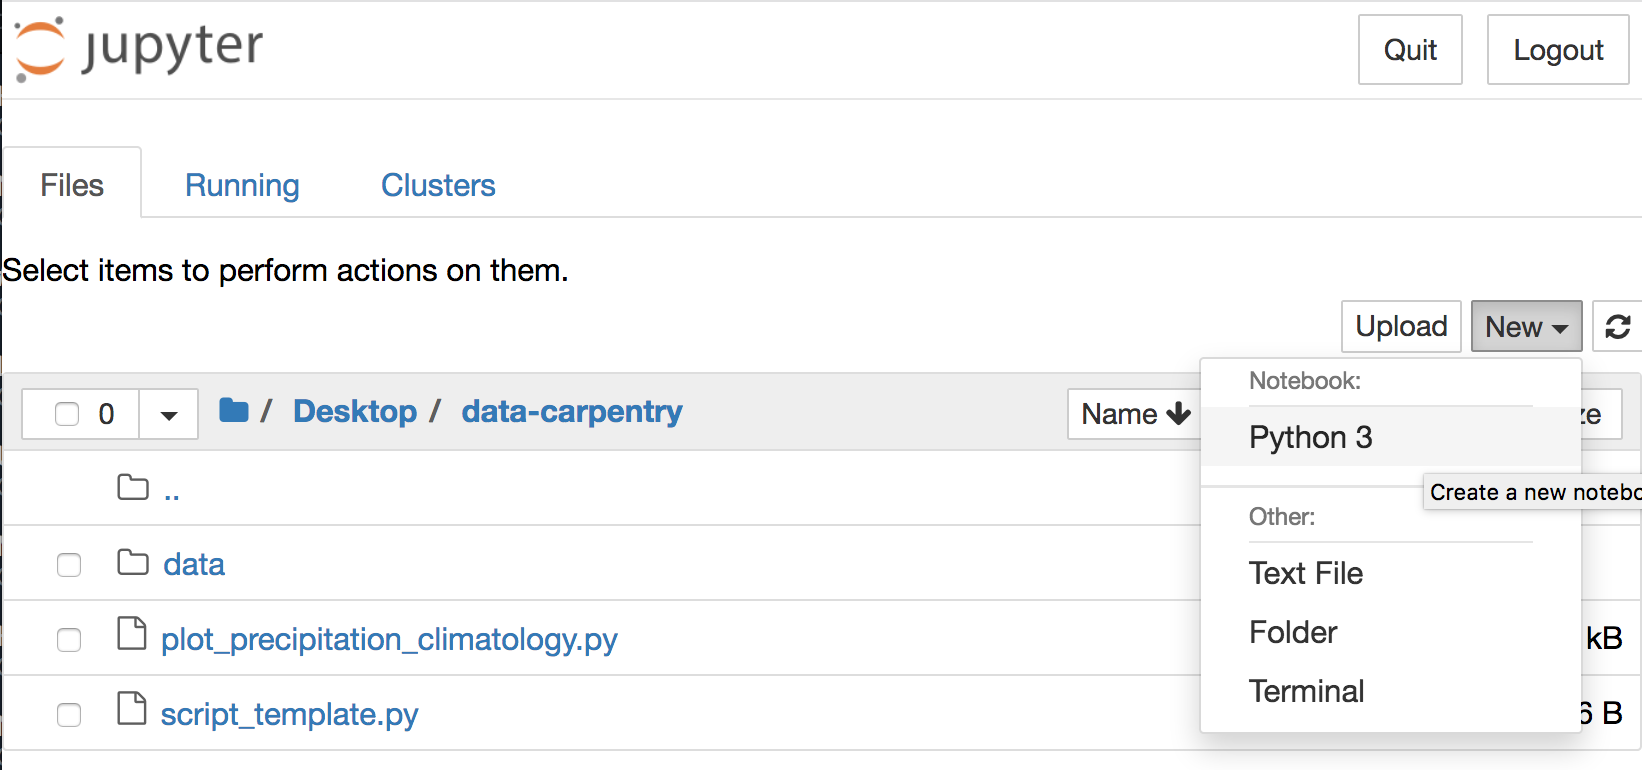 jupyter
Quit
Logout
Files
Running
Clusters
Select items to perform actions on them.
Upload
New
0
/ Desktop / data-carpentry
Name
ze
Notebook:
Python 3
Create a new notebo
Other:
Text File
Folder
Terminal
..
data
plot_precipitation_climatology.py
kB
script_template.py
6 B